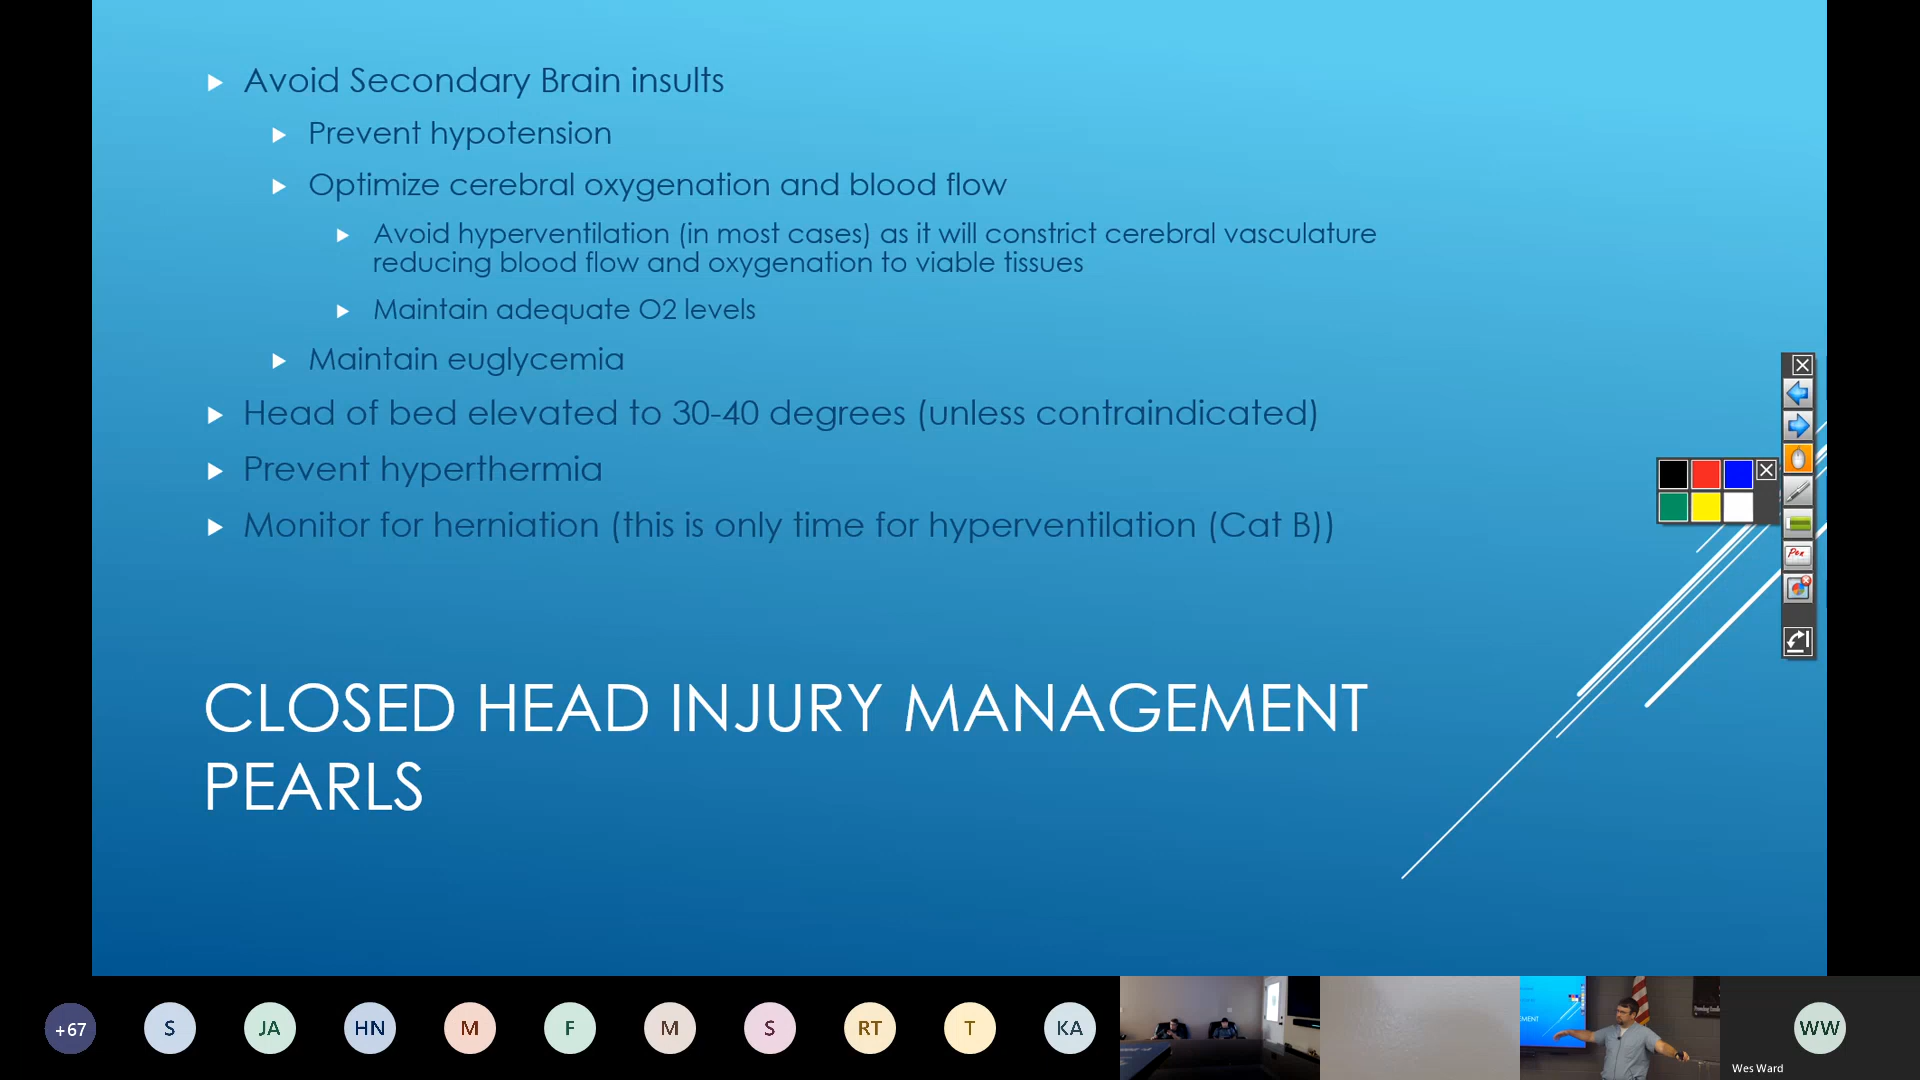 Avoid Secondary Brain insults
Prevent hypotension
Optimize cerebral oxygenation and blood flow
Avoid hyperventilation (in most cases) as it will constrict cerebral vasculature
reducing blood flow and oxygenation to viable tissues
Maintain adequate O2 levels
Maintain euglycemia
Head of bed elevated to 30-40 degrees (unless contraindicated)
Prevent hyperthermia
Monitor for herniation (this is only time for hyperventilation (Cat B))
Pen
CLOSED HEAD INJURY MANAGEMENT
PEARLS
+67
S
JA
HN
M
F
M
S
RT
T
KA
WW
Wes Ward